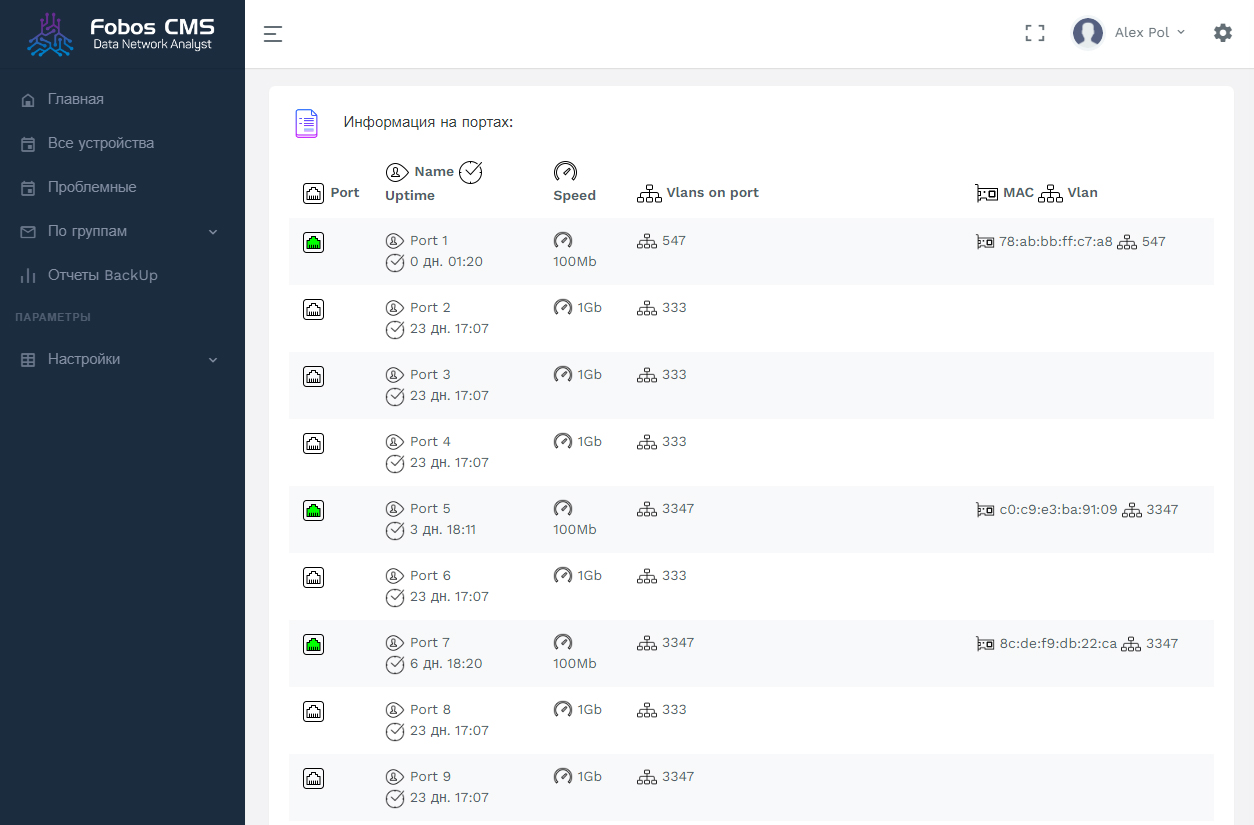 Fobos CMS
Data Network Analyst
Alex Pol
Главная
Все устройства
Проблемные
По группам
Отчеты BackUp
ПАРАМЕТРЫ
Настройки
Информация на портах:
Port
Name
Uptime
Speed
Vlans on port
MAC Vlan
Port 1
0 дн. 01:20
100Mb
547
78:ab:bb:ff:c7:a8 547
Port 2
23 дн. 17:07
1Gb
333
Port 3
23 дн. 17:07
1Gb
333
Port 4
23 дн. 17:07
1Gb
333
Port 5
3 дн. 18:11
100Mb
3347
c0:c9:e3:ba:91:09 3347
Port 6
23 дн. 17:07
1Gb
333
Port 7
6 дн. 18:20
100Mb
3347
8c:de:f9:db:22:ca 3347
Port 8
23 дн. 17:07
1Gb
333
Port 9
23 дн. 17:07
1Gb
3347